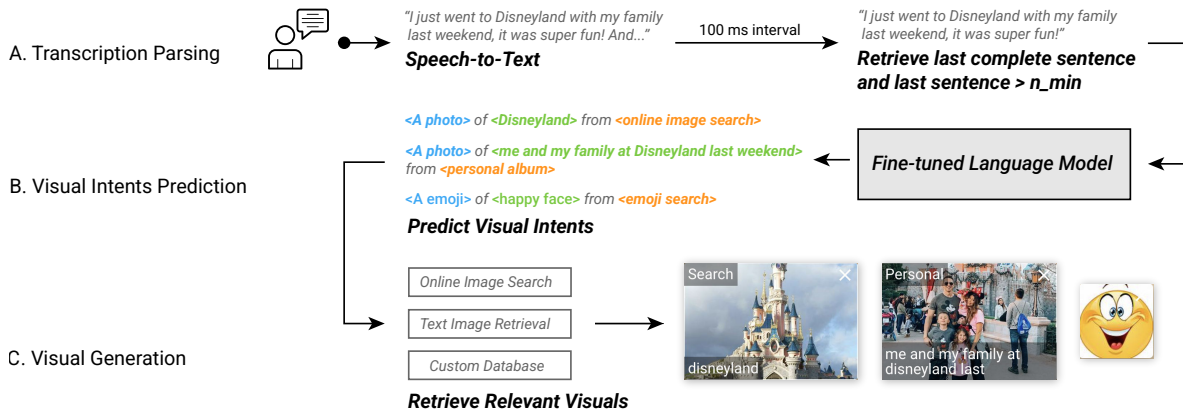 A. Transcription Parsing
“I just went to Disneyland with my family
last weekend, it was super fun! And...”
Speech-to-Text
100 ms interval
“I just went to Disneyland with my family
last weekend, it was super fun!”
Retrieve last complete sentence
and last sentence > n_min
B. Visual Intents Prediction
<A photo> of <Disneyland> from <online image search>
<A photo> of <me and my family at Disneyland last weekend>
from <personal album>
<A emoji> of <happy face> from <emoji search>
Predict Visual Intents
Fine-tuned Language Model
C. Visual Generation
Online Image Search
Text Image Retrieval
Custom Database
Retrieve Relevant Visuals
Search
disneyland
Personal
me and my family at
disneyland last